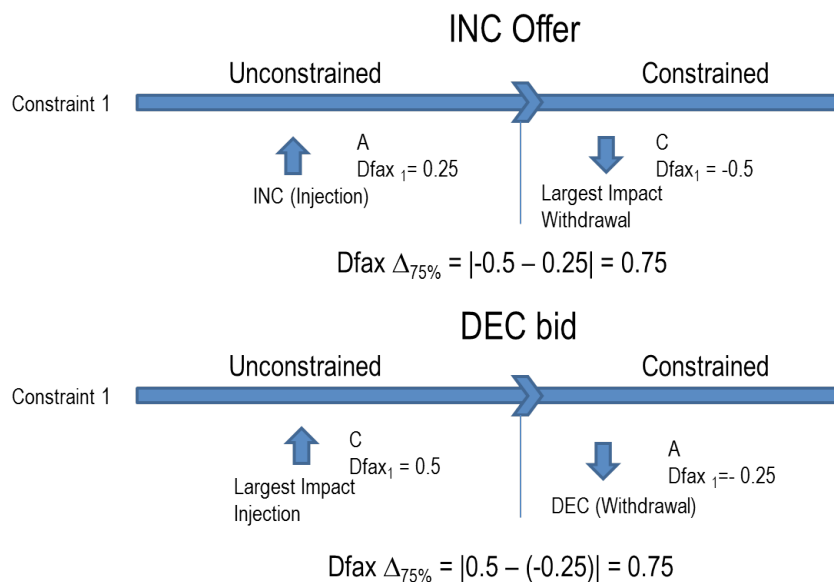 INC Offer
Unconstrained Constrained
Constraint 1
A C
Dfax 1= 0.25 Dfax1 = -0.5
INC (Injection) Largest Impact
Withdrawal
Dfax Δ75% = |-0.5 – 0.25| = 0.75
DEC bid
Unconstrained Constrained
Constraint 1
C A
Dfax1 = 0.5 Dfax 1=- 0.25
Largest Impact DEC (Withdrawal)
Injection
Dfax Δ75% = |0.5 – (-0.25)| = 0.75